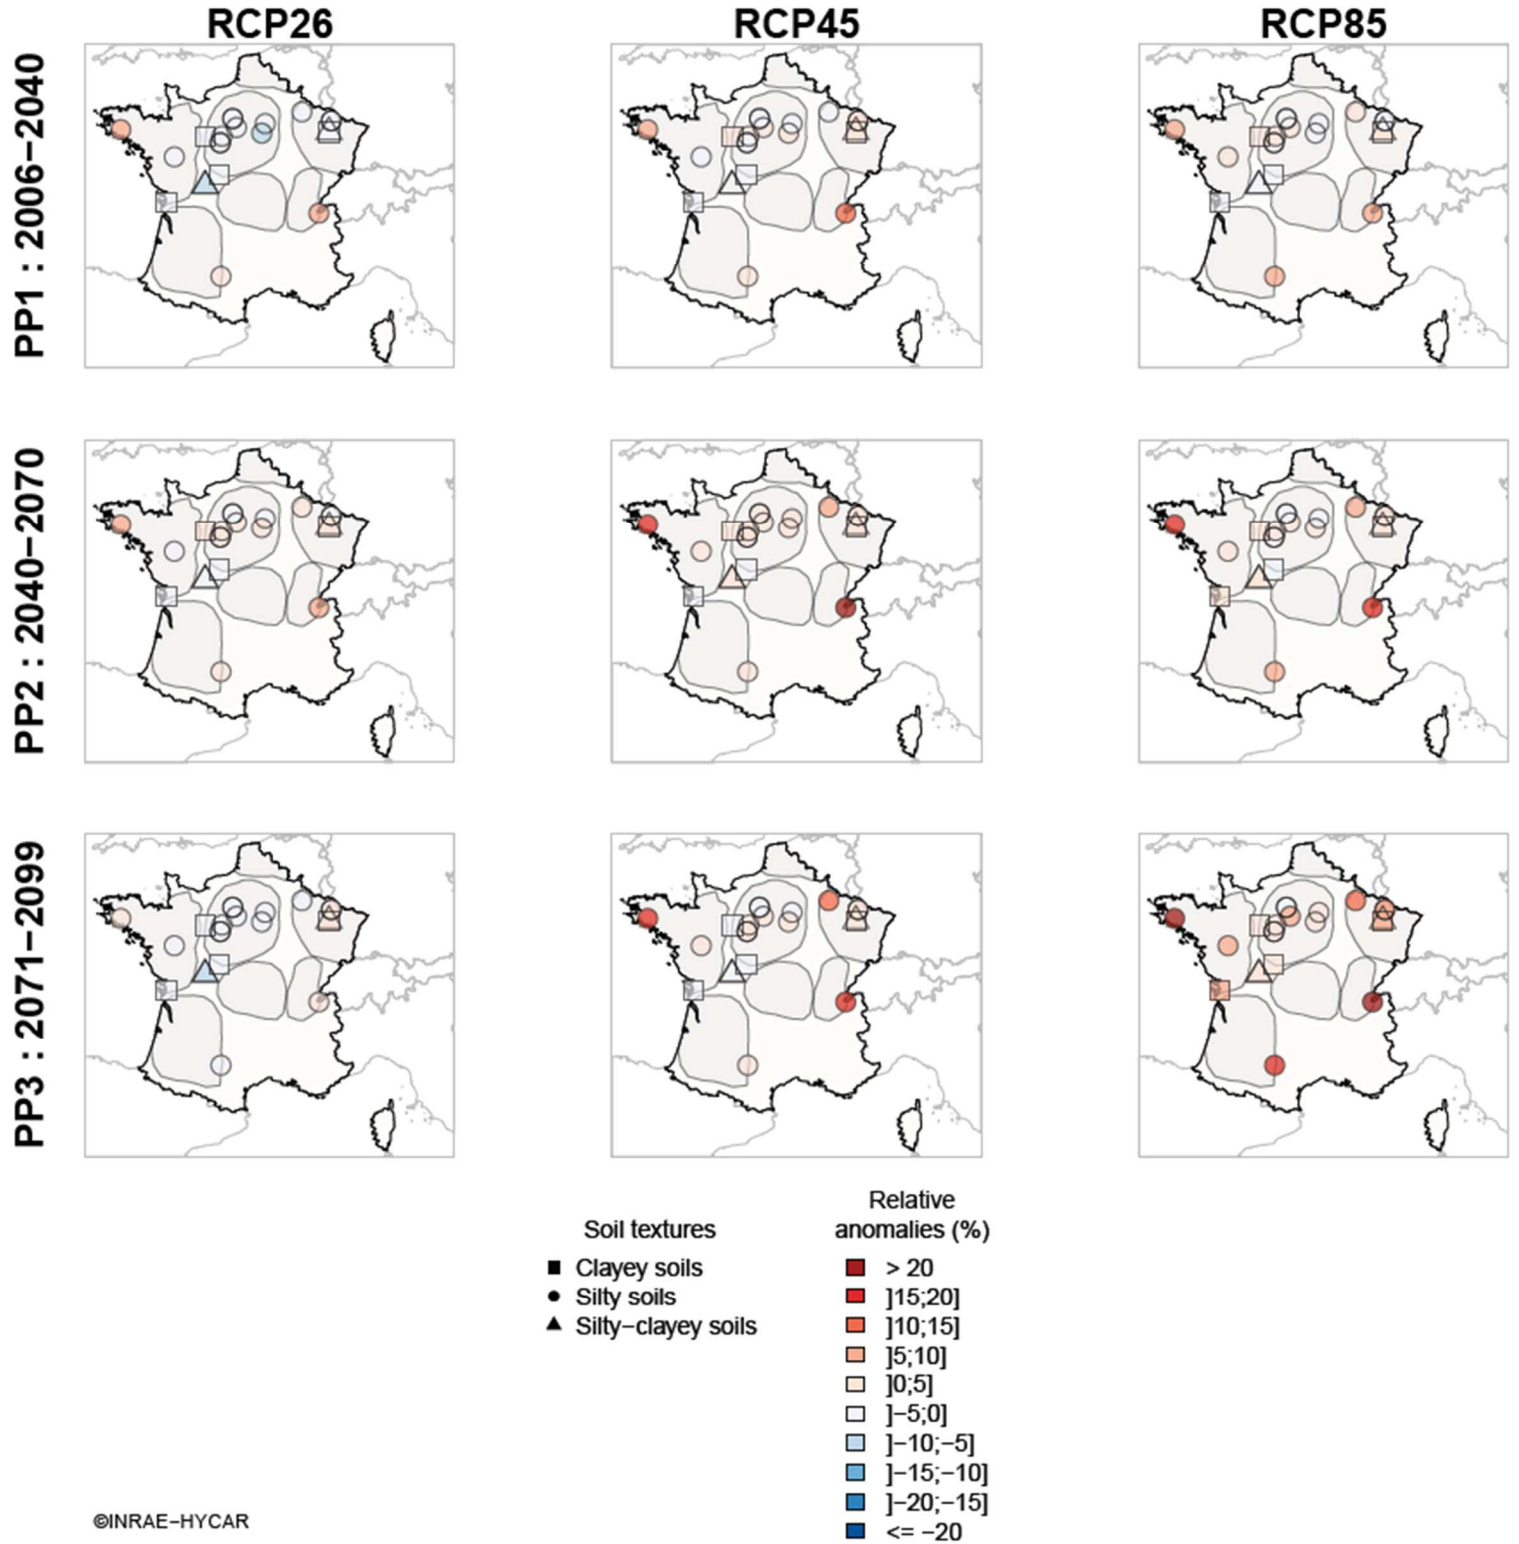 RCP26
RCP45
RCP85
PP1 : 2006−2040
PP2 : 2040−2070
PP3 : 2071−2099
Soil textures
Clayey soils
Silty soils
Silty−clayey soils
Relative
anomalies (%)
> 20
]15;20]
]10;15]
]5;10]
]0;5]
]−5;0]
]−10;−5]
]−15;−10]
]−20;−15]
<= −20
©INRAE−HYCAR